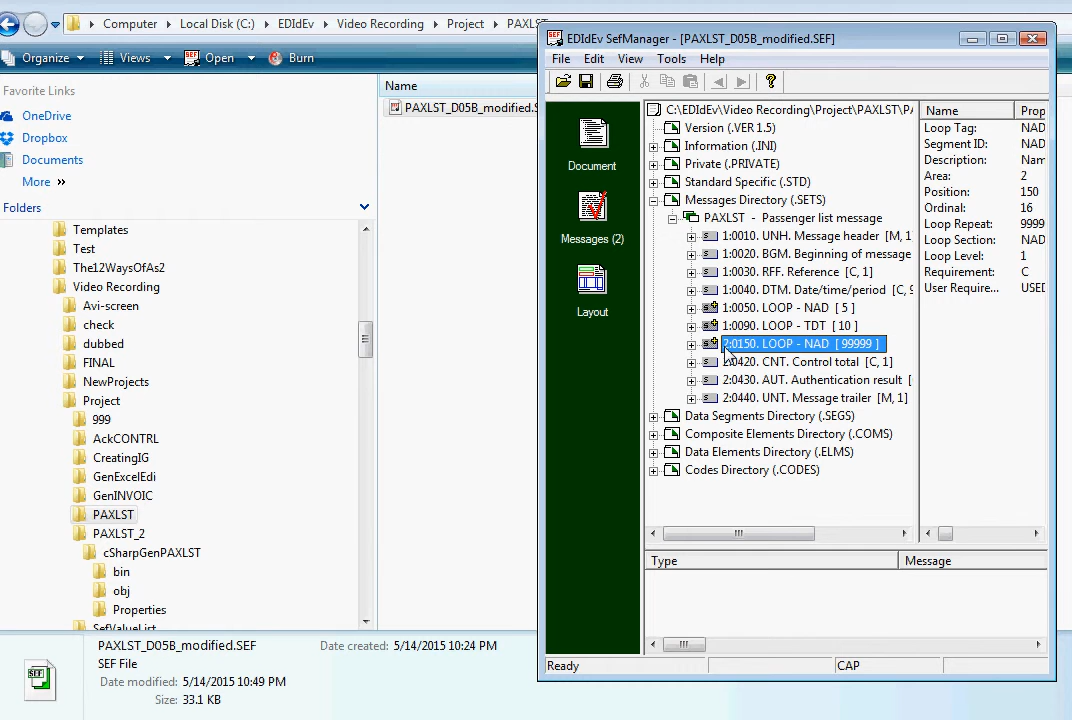 Computer ▸ Local Disk (C:) ▸ EDIdEv ▸ Video Recording ▸ Project ▸ PAXLST
Organize Views Open Burn
Favorite Links
OneDrive
Dropbox
Documents
More »
Folders
Templates
Test
The12WaysOfAs2
Video Recording
Avi-screen
check
dubbed
FINAL
NewProjects
Project
999
AckCONTRL
CreatingIG
GenExcelEdi
GenINVOIC
PAXLST
PAXLST_2
cSharpGenPAXLST
bin
obj
Properties
SefValueList
Name
PAXLST_D05B_modified.S
PAXLST_D05B_modified.SEF
SEF File
Date modified: 5/14/2015 10:49 PM
Size: 33.1 KB
Date created: 5/14/2015 10:24 PM
SEF
EDIdEv SefManager - [PAXLST_D05B_modified.SEF]
File Edit View Tools Help
Document
Messages (2)
Layout
C:\EDIdEv\Video Recording\Project\PAXLST\PA
Version (.VER 1.5)
Information (.INI)
Private (.PRIVATE)
Standard Specific (.STD)
Messages Directory (.SETS)
PAXLST - Passenger list message
1:0010. UNH. Message header [M, 1]
1:0020. BGM. Beginning of message
1:0030. RFF. Reference [C, 1]
1:0040. DTM. Date/time/period [C, 9
1:0050. LOOP - NAD [ 5 ]
1:0090. LOOP - TDT [ 10 ]
2:0150. LOOP - NAD [ 99999 ]
2:0420. CNT. Control total [C, 1]
2:0430. AUT. Authentication result [
2:0440. UNT. Message trailer [M, 1]
Data Segments Directory (.SEGS)
Composite Elements Directory (.COMS)
Data Elements Directory (.ELMS)
Codes Directory (.CODES)
Name Prop
Loop Tag: NAD
Segment ID: NAD
Description: Nam
Area: 2
Position: 150
Ordinal: 16
Loop Repeat: 9999
Loop Section: NAD
Loop Level: 1
Requirement: C
User Require... USED
Type Message
Ready CAP